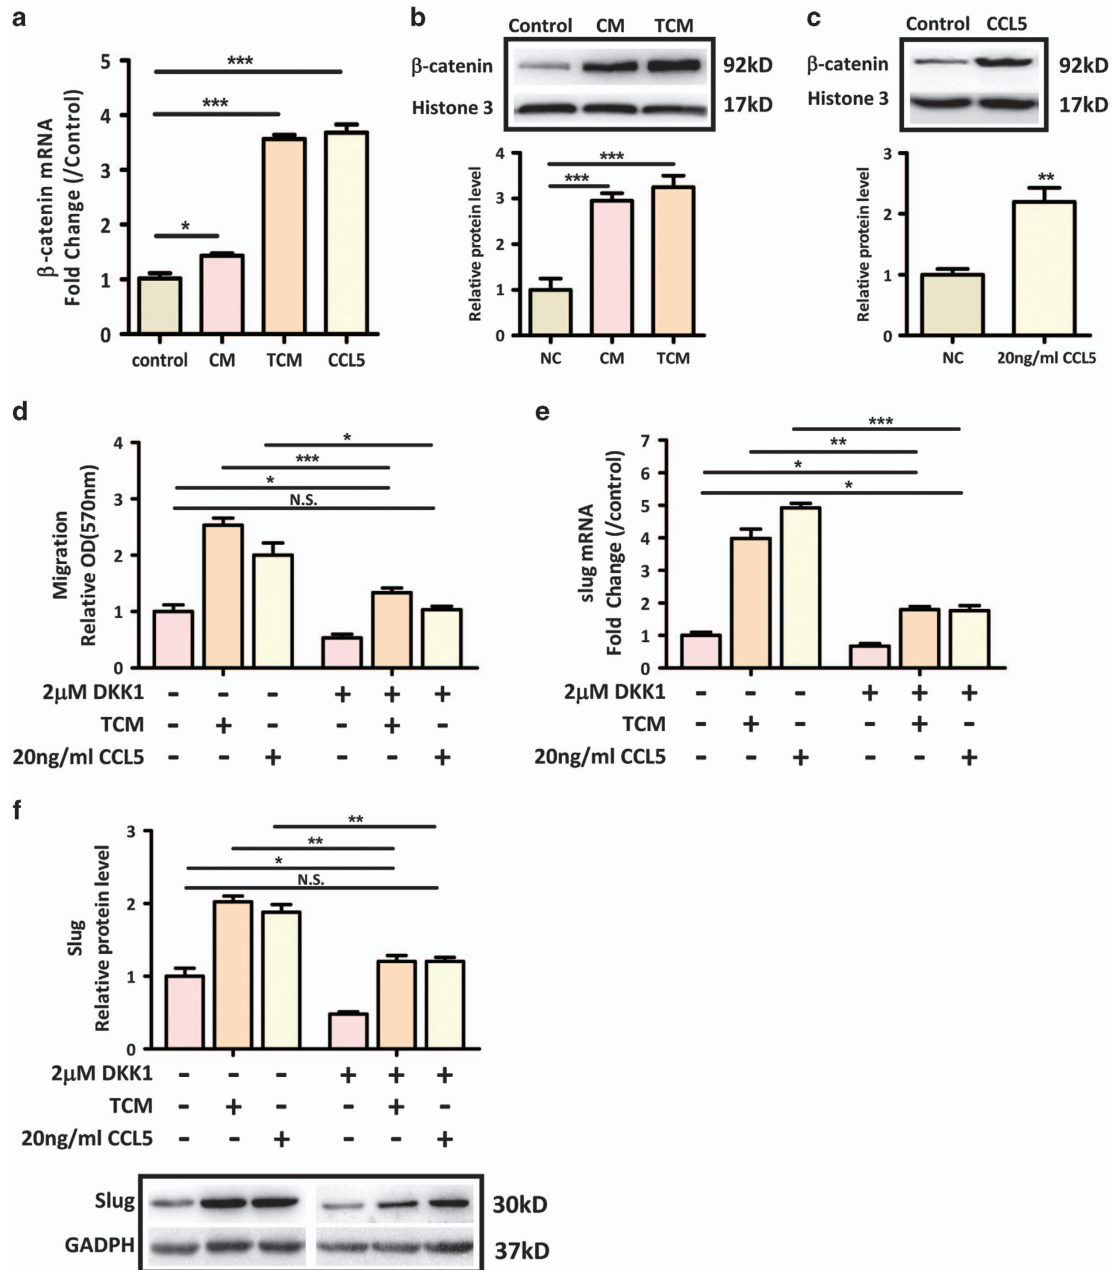 a
β-catenin mRNA
Fold Change (/Control)
5
4
3
2
1
0
***
***
*
control CM TCM CCL5
b
Control CM TCM
β-catenin 92kD
Histone 3 17kD
Relative protein level
4
3
2
1
0
***
***
NC CM TCM
c
Control CCL5
β-catenin 92kD
Histone 3 17kD
Relative protein level
3
2
1
0
**
NC 20ng/ml CCL5
d
Migration
Relative OD(570nm)
4
3
2
1
0
*
***
*
N.S.
2μM DKK1 - - - + + +
TCM - + - - + -
20ng/ml CCL5 - - + - - +
e
slug mRNA
Fold Change (/control)
7
6
5
4
3
2
1
0
***
**
*
*
2μM DKK1 - - - + + +
TCM - + - - + -
20ng/ml CCL5 - - + - - +
f
Slug
Relative protein level
3
2
1
0
**
**
*
N.S.
2μM DKK1 - - - + + +
TCM - + - - + -
20ng/ml CCL5 - - + - - +
Slug 30kD
GADPH 37kD